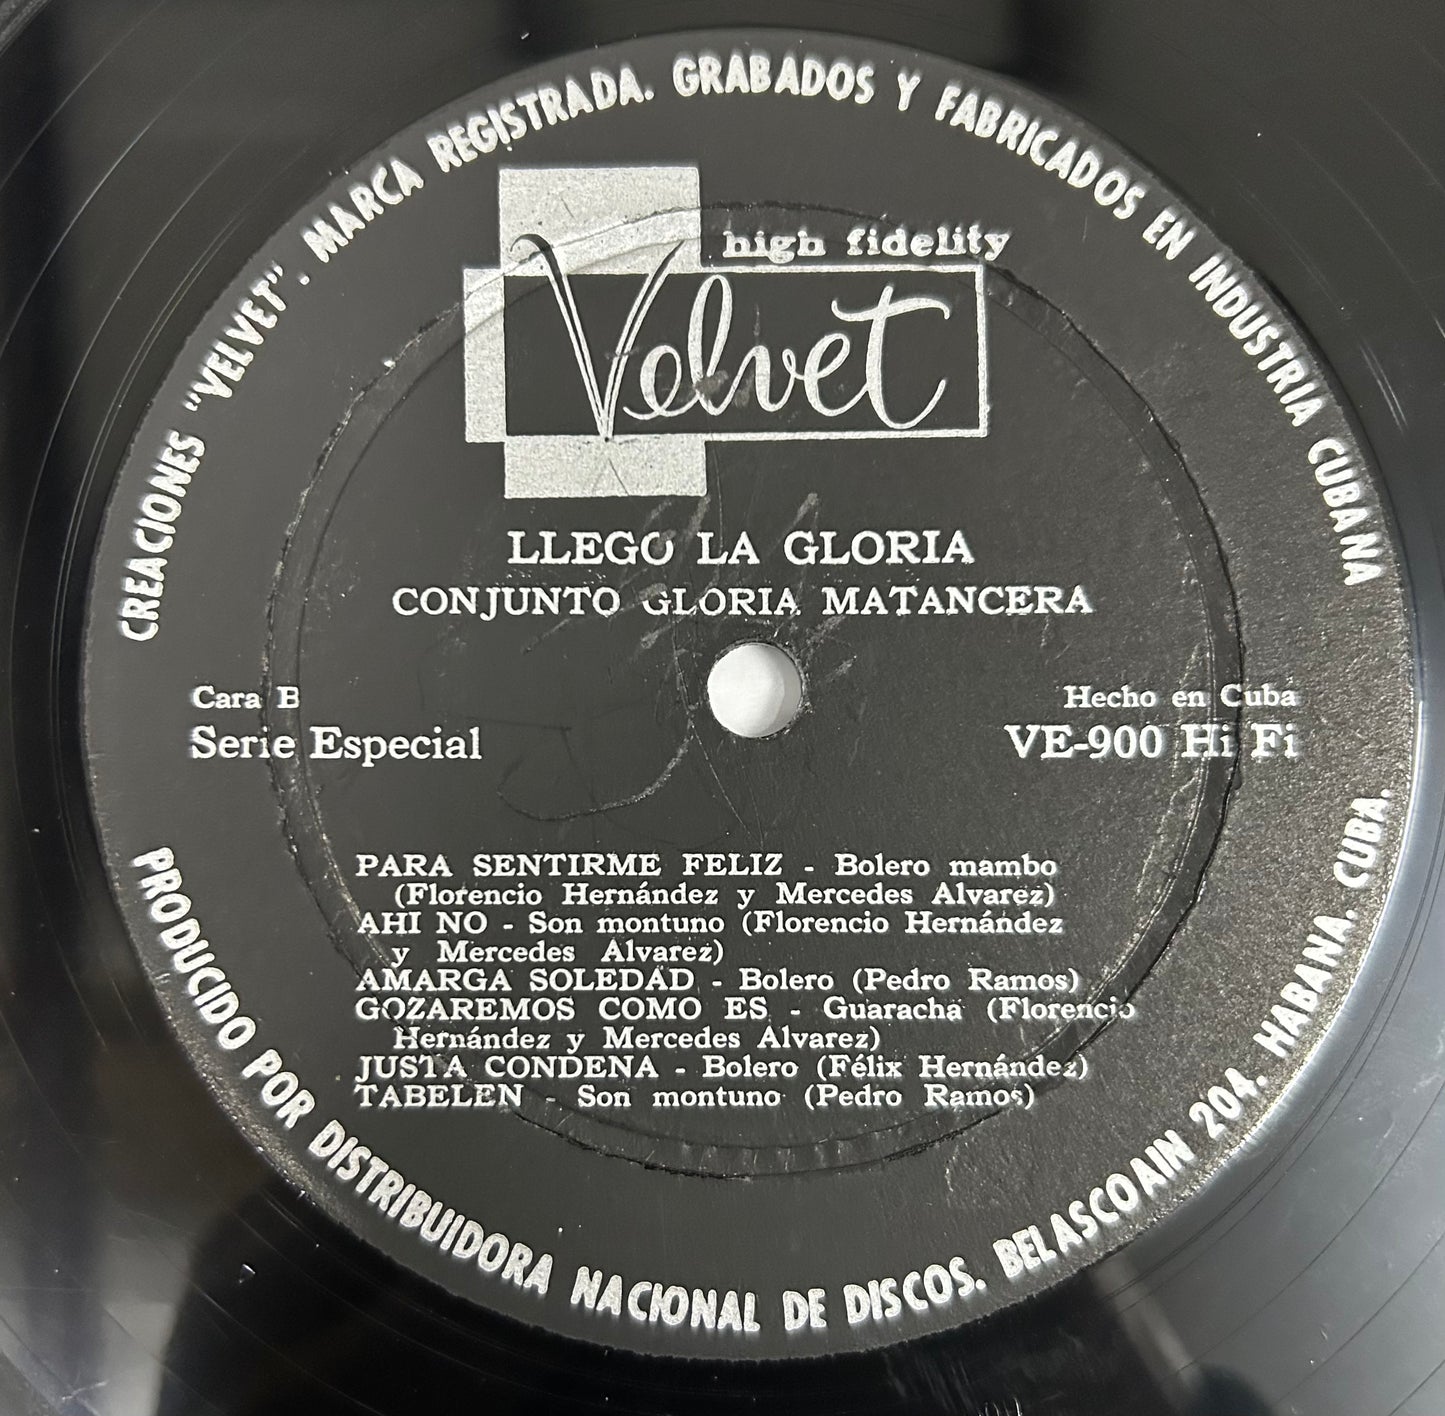 CREACIONES "VELVET". MARCA REGISTRADA. GRABADOS Y FABRICADOS EN INDUSTRIA CUBANA
high fidelity
Velvet
LLEGO LA GLORIA
CONJUNTO GLORIA MATANCERA
Cara B
Hecho en Cuba
Serie Especial
VE-900 Hi Fi
PARA SENTIRME FELIZ - Bolero mambo
(Florencio Hernández y Mercedes Alvarez)
AHI NO - Son montuno (Florencio Hernández
y Mercedes Alvarez)
AMARGA SOLEDAD - Bolero (Pedro Ramos)
GOZAREMOS COMO ES - Guaracha (Florencio
Hernández y Mercedes Alvarez)
JUSTA CONDENA - Bolero (Félix Hernández)
TABELEN - Son montuno (Pedro Ramos)
PRODUCIDO POR DISTRIBUIDORA NACIONAL DE DISCOS. BELASCOAIN 204. HABANA. CUBA.